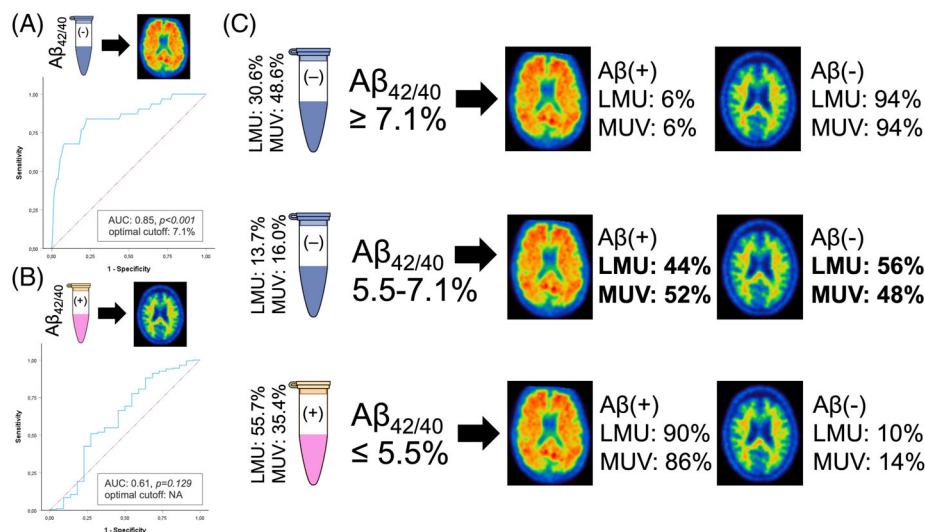 (A)
Aβ42/40
(-)
1,00
0,75
0,50
0,25
0,00
Sensitivity
AUC: 0.85, p<0.001
optimal cutoff: 7.1%
0,00 0,25 0,50 0,75 1,00
1 - Specificity
(B)
Aβ42/40
(+)
1,00
0,75
0,50
0,25
0,00
Sensitivity
AUC: 0.61, p=0.129
optimal cutoff: NA
0,00 0,25 0,50 0,75 1,00
1 - Specificity
(C)
LMU: 30.6%
MUV: 48.6%
(−)
Aβ42/40
≥ 7.1%
Aβ(+)
LMU: 6%
MUV: 6%
Aβ(-)
LMU: 94%
MUV: 94%
LMU: 13.7%
MUV: 16.0%
(−)
Aβ42/40
5.5-7.1%
Aβ(+)
LMU: 44%
MUV: 52%
Aβ(-)
LMU: 56%
MUV: 48%
LMU: 55.7%
MUV: 35.4%
(+)
Aβ42/40
≤ 5.5%
Aβ(+)
LMU: 90%
MUV: 86%
Aβ(-)
LMU: 10%
MUV: 14%